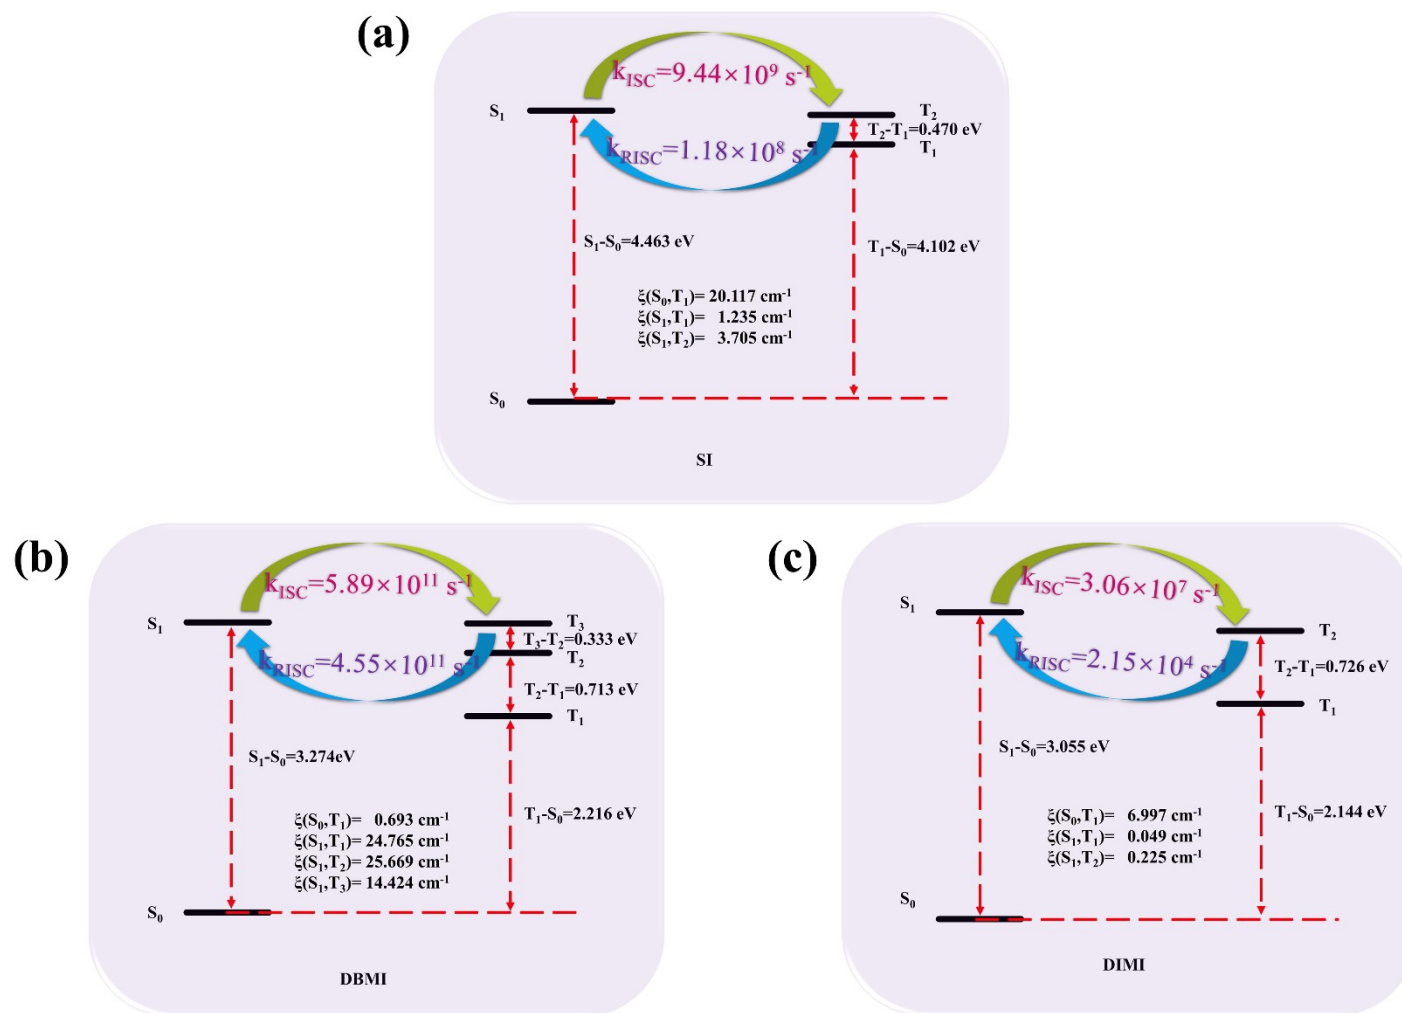 (a)
k_ISC=9.44×10⁹ s⁻¹
S₁
T₂
T₂-T₁=0.470 eV
k_RISC=1.18×10⁸ s⁻¹
T₁
S₁-S₀=4.463 eV
T₁-S₀=4.102 eV
ξ(S₀,T₁)= 20.117 cm⁻¹
ξ(S₁,T₁)= 1.235 cm⁻¹
ξ(S₁,T₂)= 3.705 cm⁻¹
S₀
SI
(b)
k_ISC=5.89×10¹¹ s⁻¹
S₁
T₃
T₃-T₂=0.333 eV
k_RISC=4.55×10¹¹ s⁻¹
T₂
T₂-T₁=0.713 eV
T₁
S₁-S₀=3.274eV
T₁-S₀=2.216 eV
ξ(S₀,T₁)= 0.693 cm⁻¹
ξ(S₁,T₁)= 24.765 cm⁻¹
ξ(S₁,T₂)= 25.669 cm⁻¹
ξ(S₁,T₃)= 14.424 cm⁻¹
S₀
DBMI
(c)
k_ISC=3.06×10⁷ s⁻¹
S₁
T₂
k_RISC=2.15×10⁴ s⁻¹
T₂-T₁=0.726 eV
T₁
S₁-S₀=3.055 eV
T₁-S₀=2.144 eV
ξ(S₀,T₁)= 6.997 cm⁻¹
ξ(S₁,T₁)= 0.049 cm⁻¹
ξ(S₁,T₂)= 0.225 cm⁻¹
S₀
DIMI